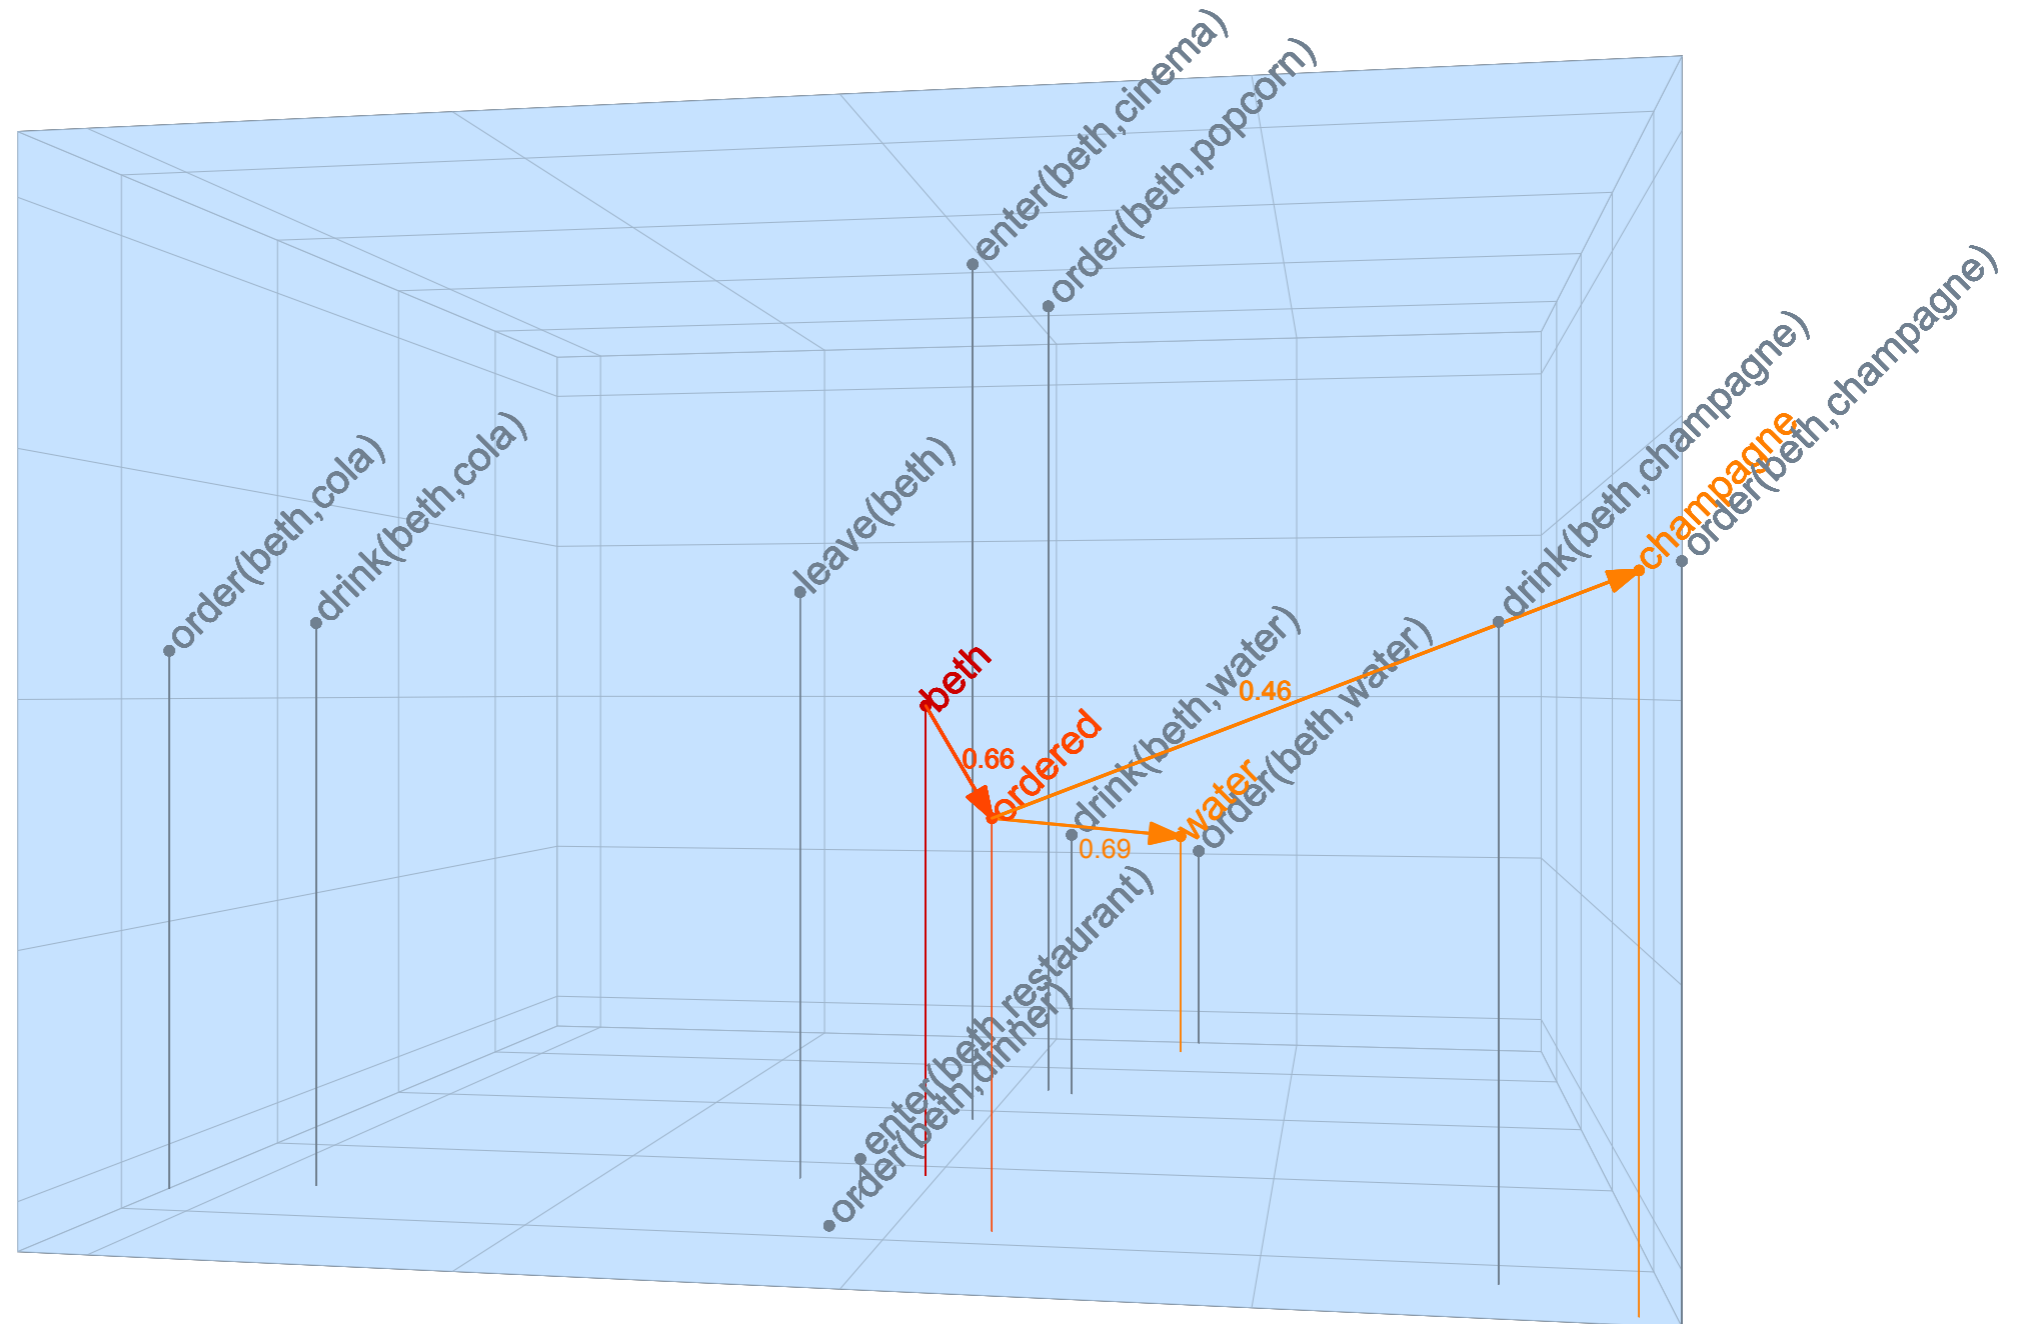 enter(beth,cinema)
order(beth,popcorn)
order(beth,cola)
drink(beth,cola)
leave(beth)
drink(beth,champagne)
champagne
order(beth,champagne)
beth
0.66
ordered
drink(beth,water)
0.46
water
order(beth,water)
0.69
enter(beth,restaurant)
order(beth,dinner)